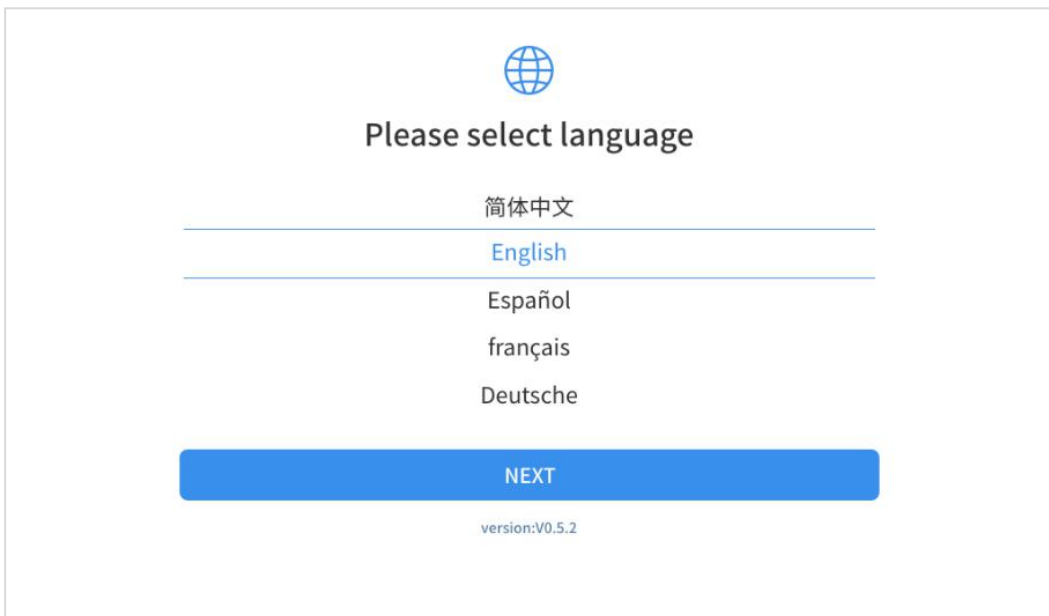 Please select language
简体中文
English
Español
français
Deutsche
NEXT
version:V0.5.2